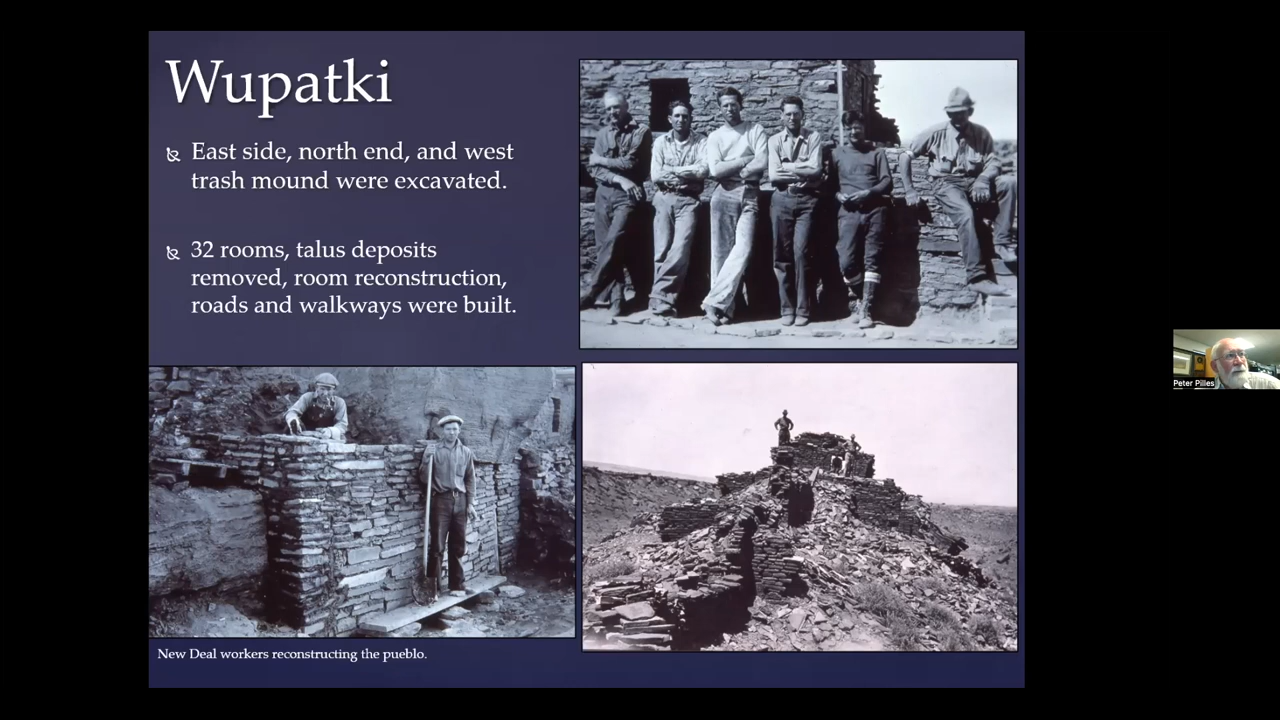 Wupatki
East side, north end, and west
trash mound were excavated.
32 rooms, talus deposits
removed, room reconstruction,
roads and walkways were built.
New Deal workers reconstructing the pueblo.
Peter Pilles